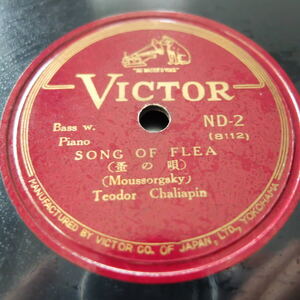 "HIS MASTER'S VOICE"
VICTOR
Bass w.
Piano
ND-2
(8112)
SONG OF FLEA
(蚤の唄)
(Moussorgsky)
Teodor Chaliapin
MANUFACTURED BY VICTOR CO. OF JAPAN, LTD., YOKOHAMA